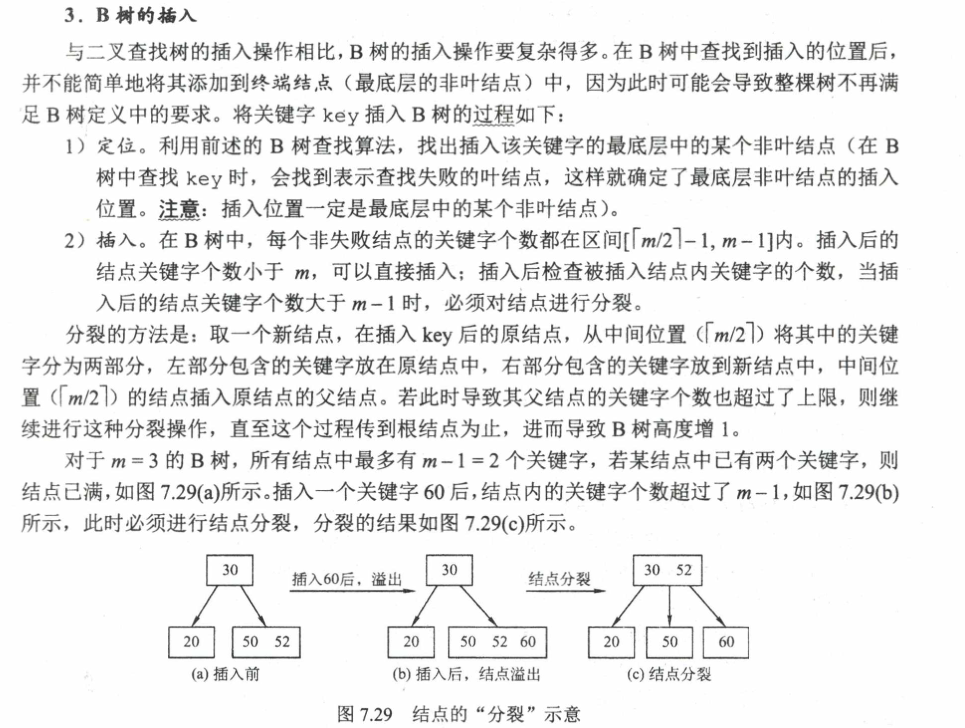 3．B 树的插入
与二叉查找树的插入操作相比，B 树的插入操作要复杂得多。在 B 树中查找到插入的位置后，
并不能简单地将其添加到终端结点（最底层的非叶结点）中，因为此时可能会导致整棵树不再满
足 B 树定义中的要求。将关键字 key 插入 B 树的过程如下：
1）定位。利用前述的 B 树查找算法，找出插入该关键字的最底层中的某个非叶结点（在 B
树中查找 key 时，会找到表示查找失败的叶结点，这样就确定了最底层非叶结点的插入
位置。注意：插入位置一定是最底层中的某个非叶结点）。
2）插入。在 B 树中，每个非失败结点的关键字个数都在区间[⌈m/2⌉−1, m−1]内。插入后的
结点关键字个数小于 m，可以直接插入；插入后检查被插入结点内关键字的个数，当插
入后的结点关键字个数大于 m−1 时，必须对结点进行分裂。
分裂的方法是：取一个新结点，在插入 key 后的原结点，从中间位置（⌈m/2⌉）将其中的关键
字分为两部分，左部分包含的关键字放在原结点中，右部分包含的关键字放到新结点中，中间位
置（⌈m/2⌉）的结点插入原结点的父结点。若此时导致其父结点的关键字个数也超过了上限，则继
续进行这种分裂操作，直至这个过程传到根结点为止，进而导致 B 树高度增 1。
对于 m = 3 的 B 树，所有结点中最多有 m−1 = 2 个关键字，若某结点中已有两个关键字，则
结点已满，如图 7.29(a)所示。插入一个关键字 60 后，结点内的关键字个数超过了 m−1，如图 7.29(b)
所示，此时必须进行结点分裂，分裂的结果如图 7.29(c)所示。
30 插入60后，溢出 30 结点分裂 30 52
20 50 52 20 50 52 60 20 50 60
(a) 插入前 (b) 插入后，结点溢出 (c) 结点分裂
图 7.29 结点的“分裂”示意